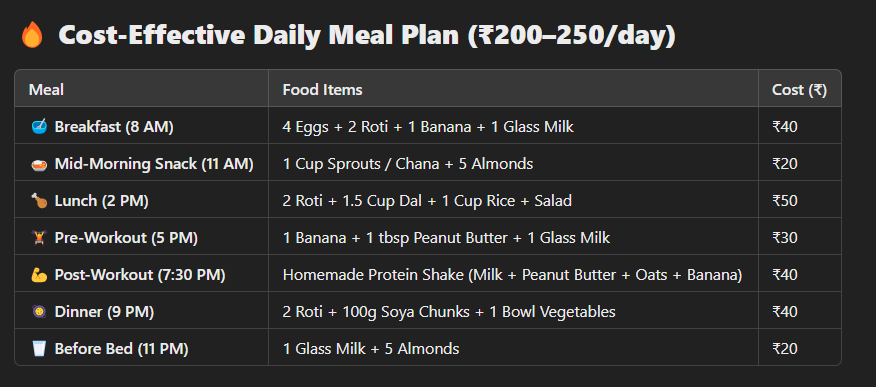 🔥 Cost-Effective Daily Meal Plan (₹200–250/day)
Meal Food Items Cost (₹)
🥣 Breakfast (8 AM) 4 Eggs + 2 Roti + 1 Banana + 1 Glass Milk ₹40
🍛 Mid-Morning Snack (11 AM) 1 Cup Sprouts / Chana + 5 Almonds ₹20
🍗 Lunch (2 PM) 2 Roti + 1.5 Cup Dal + 1 Cup Rice + Salad ₹50
🏋️ Pre-Workout (5 PM) 1 Banana + 1 tbsp Peanut Butter + 1 Glass Milk ₹30
💪 Post-Workout (7:30 PM) Homemade Protein Shake (Milk + Peanut Butter + Oats + Banana) ₹40
🥘 Dinner (9 PM) 2 Roti + 100g Soya Chunks + 1 Bowl Vegetables ₹40
🥛 Before Bed (11 PM) 1 Glass Milk + 5 Almonds ₹20